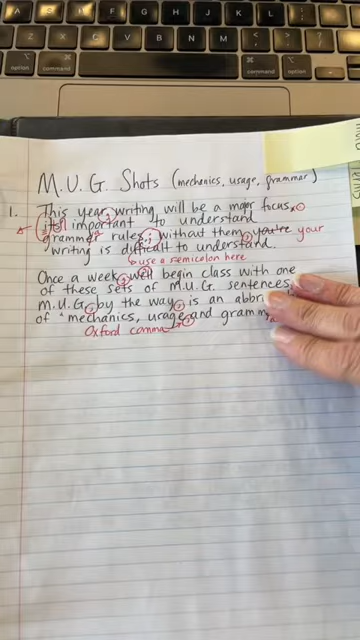 M.U.G. Shots (mechanics, usage, grammar)
1. This year, writing will be a major focus.
It's important to understand
grammar rules; without them, you're your
writing is difficult to understand.
use a semicolon here
Once a week, we'll begin class with one
of these sets of M.U.G. sentences.
M.U.G., by the way, is an
of "mechanics, usage, and
Oxford comma